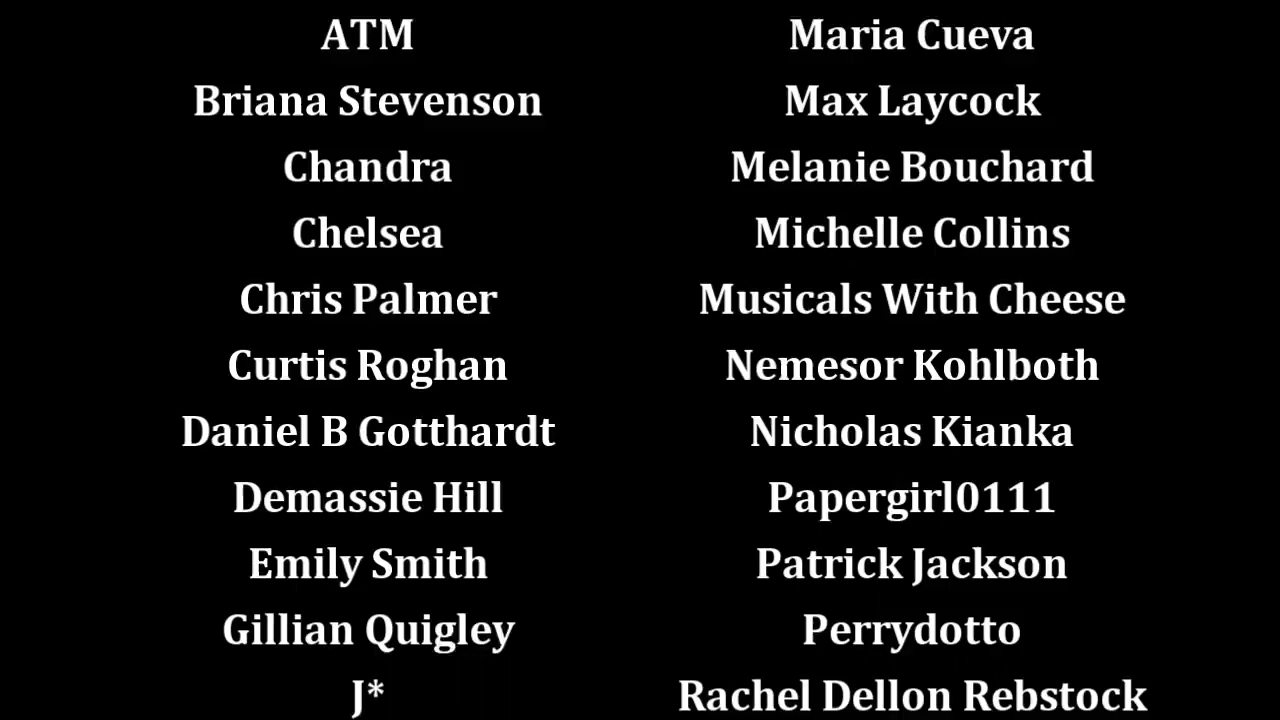 ATM
Briana Stevenson
Chandra
Chelsea
Chris Palmer
Curtis Roghan
Daniel B Gotthardt
Demassie Hill
Emily Smith
Gillian Quigley
J*
Maria Cueva
Max Laycock
Melanie Bouchard
Michelle Collins
Musicals With Cheese
Nemesor Kohlboth
Nicholas Kianka
Papergirl0111
Patrick Jackson
Perrydotto
Rachel Dellon Rebstock